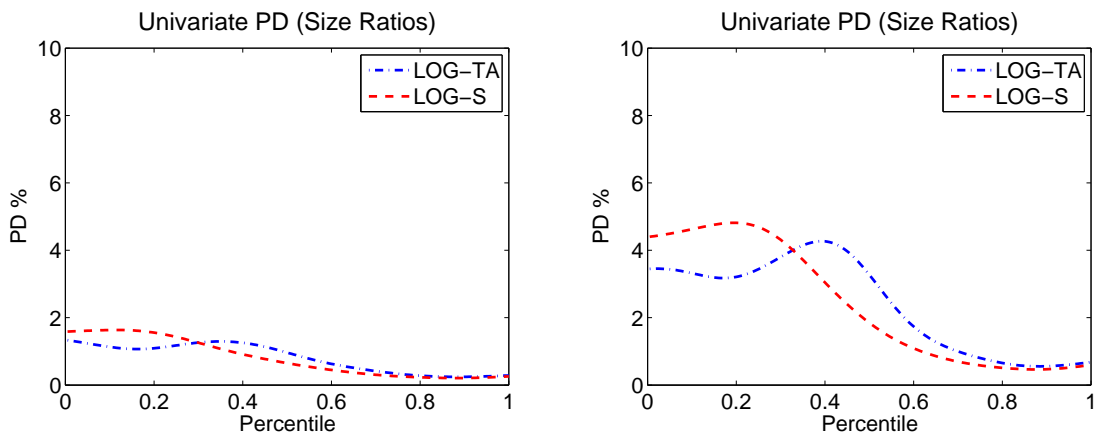 Univariate PD (Size Ratios)
10
8
6
4
2
0
PD %
LOG−TA
LOG−S
0 0.2 0.4 0.6 0.8 1
Percentile
Univariate PD (Size Ratios)
10
8
6
4
2
0
PD %
LOG−TA
LOG−S
0 0.2 0.4 0.6 0.8 1
Percentile